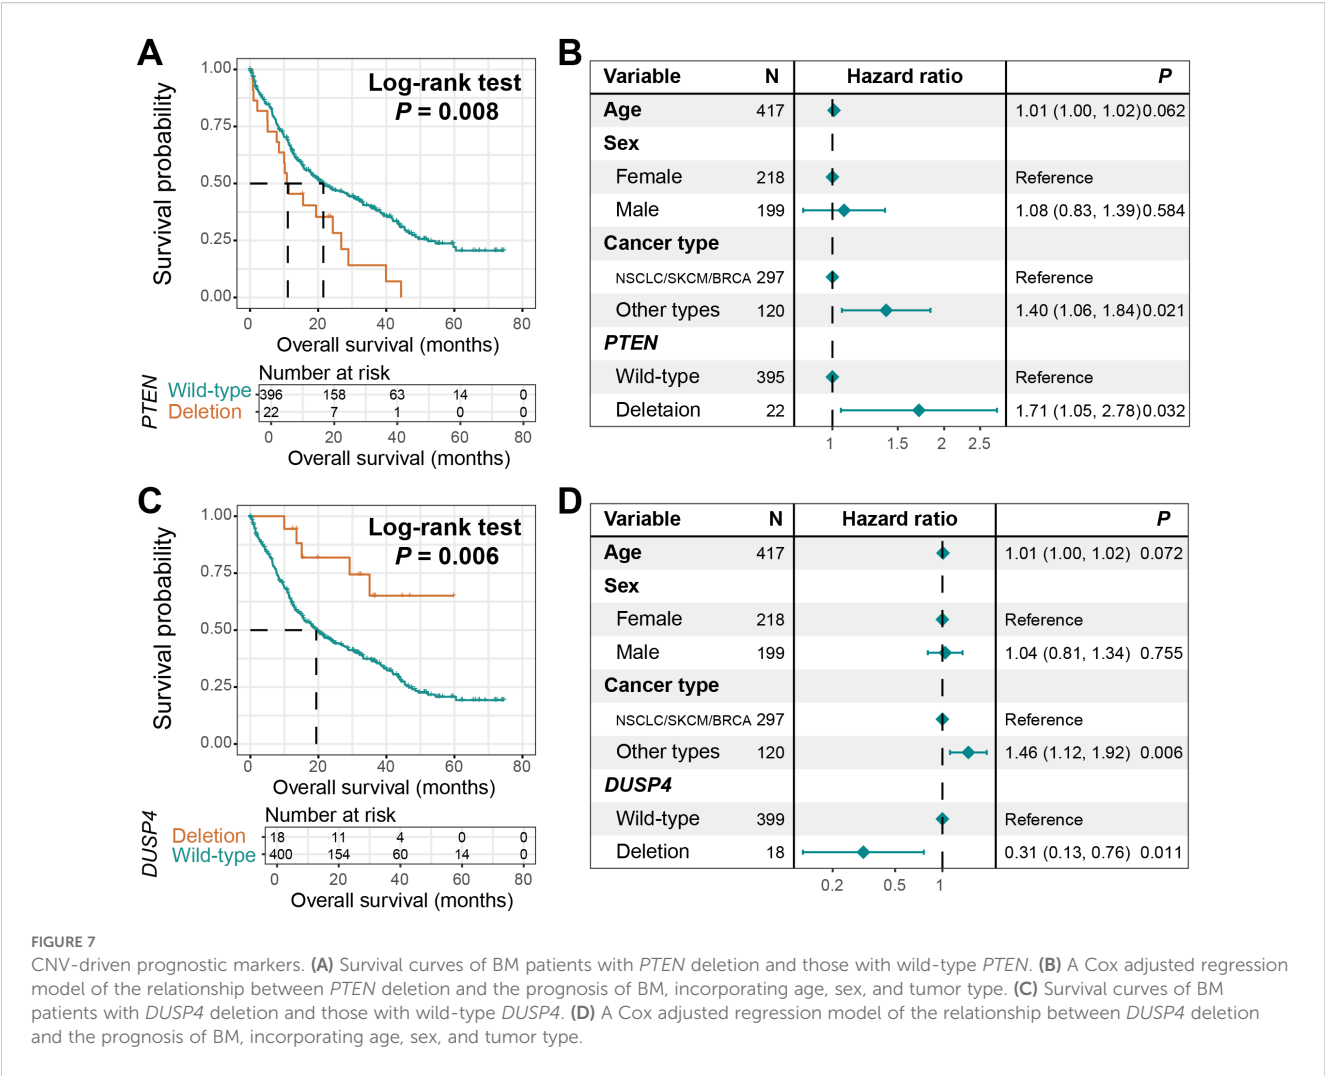 A
Log-rank test
P = 0.008
Survival probability
1.00
0.75
0.50
0.25
0.00
0 20 40 60 80
Overall survival (months)
Number at risk
PTEN
Wild-type 396 158 63 14 0
Deletion 22 7 1 0 0
0 20 40 60 80
Overall survival (months)
B
Variable N Hazard ratio P
Age 417 1.01 (1.00, 1.02) 0.062
Sex
Female 218 Reference
Male 199 1.08 (0.83, 1.39) 0.584
Cancer type
NSCLC/SKCM/BRCA 297 Reference
Other types 120 1.40 (1.06, 1.84) 0.021
PTEN
Wild-type 395 Reference
Deletaion 22 1.71 (1.05, 2.78) 0.032
1 1.5 2 2.5
C
Log-rank test
P = 0.006
Survival probability
1.00
0.75
0.50
0.25
0.00
0 20 40 60 80
Overall survival (months)
Number at risk
DUSP4
Deletion 18 11 4 0 0
Wild-type 400 154 60 14 0
0 20 40 60 80
Overall survival (months)
D
Variable N Hazard ratio P
Age 417 1.01 (1.00, 1.02) 0.072
Sex
Female 218 Reference
Male 199 1.04 (0.81, 1.34) 0.755
Cancer type
NSCLC/SKCM/BRCA 297 Reference
Other types 120 1.46 (1.12, 1.92) 0.006
DUSP4
Wild-type 399 Reference
Deletion 18 0.31 (0.13, 0.76) 0.011
0.2 0.5 1
FIGURE 7
CNV-driven prognostic markers. (A) Survival curves of BM patients with PTEN deletion and those with wild-type PTEN. (B) A Cox adjusted regression
model of the relationship between PTEN deletion and the prognosis of BM, incorporating age, sex, and tumor type. (C) Survival curves of BM
patients with DUSP4 deletion and those with wild-type DUSP4. (D) A Cox adjusted regression model of the relationship between DUSP4 deletion
and the prognosis of BM, incorporating age, sex, and tumor type.